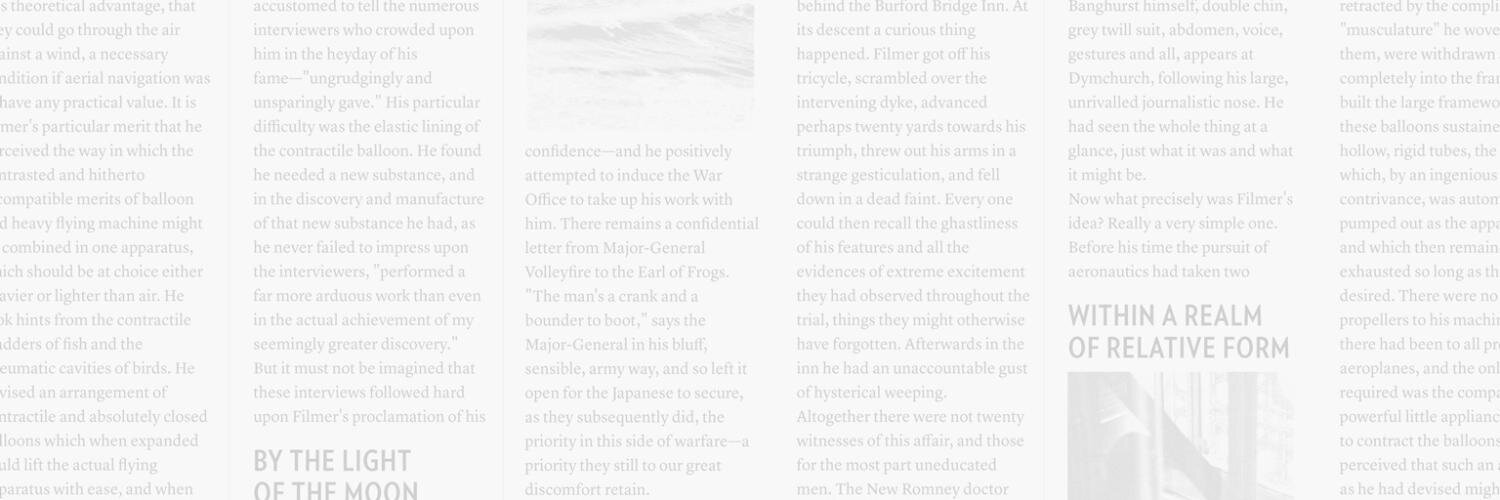 s theoretical advantage, that
ey could go through the air
ainst a wind, a necessary
ndition if aerial navigation was
have any practical value. It is
mer's particular merit that he
rceived the way in which the
ntrasted and hitherto
compatible merits of balloon
d heavy flying machine might
combined in one apparatus,
hich should be at choice either
avier or lighter than air. He
ok hints from the contractile
adders of fish and the
eumatic cavities of birds. He
vised an arrangement of
ntractile and absolutely closed
lloons which when expanded
uld lift the actual flying
paratus with ease, and when
accustomed to tell the numerous
interviewers who crowded upon
him in the heyday of his
fame—"ungrudgingly and
unsparingly gave." His particular
difficulty was the elastic lining of
the contractile balloon. He found
he needed a new substance, and
in the discovery and manufacture
of that new substance he had, as
he never failed to impress upon
the interviewers, "performed a
far more arduous work than even
in the actual achievement of my
seemingly greater discovery."
But it must not be imagined that
these interviews followed hard
upon Filmer's proclamation of his
BY THE LIGHT
OF THE MOON
confidence—and he positively
attempted to induce the War
Office to take up his work with
him. There remains a confidential
letter from Major-General
Volleyfire to the Earl of Frogs.
"The man's a crank and a
bounder to boot," says the
Major-General in his bluff,
sensible, army way, and so left it
open for the Japanese to secure,
as they subsequently did, the
priority in this side of warfare—a
priority they still to our great
discomfort retain.
behind the Burford Bridge Inn. At
its descent a curious thing
happened. Filmer got off his
tricycle, scrambled over the
intervening dyke, advanced
perhaps twenty yards towards his
triumph, threw out his arms in a
strange gesticulation, and fell
down in a dead faint. Every one
could then recall the ghastliness
of his features and all the
evidences of extreme excitement
they had observed throughout the
trial, things they might otherwise
have forgotten. Afterwards in the
inn he had an unaccountable gust
of hysterical weeping.
Altogether there were not twenty
witnesses of this affair, and those
for the most part uneducated
men. The New Romney doctor
Banghurst himself, double chin,
grey twill suit, abdomen, voice,
gestures and all, appears at
Dymchurch, following his large,
unrivalled journalistic nose. He
had seen the whole thing at a
glance, just what it was and what
it might be.
Now what precisely was Filmer's
idea? Really a very simple one.
Before his time the pursuit of
aeronautics had taken two
WITHIN A REALM
OF RELATIVE FORM
retracted by the compli
"musculature" he wove
them, were withdrawn
completely into the fra
built the large framewo
these balloons sustaine
hollow, rigid tubes, the
which, by an ingenious
contrivance, was autom
pumped out as the appa
and which then remain
exhausted so long as th
desired. There were no
propellers to his machin
there had been to all pr
aeroplanes, and the onl
required was the compa
powerful little applianc
to contract the balloons
perceived that such an a
as he had devised migh